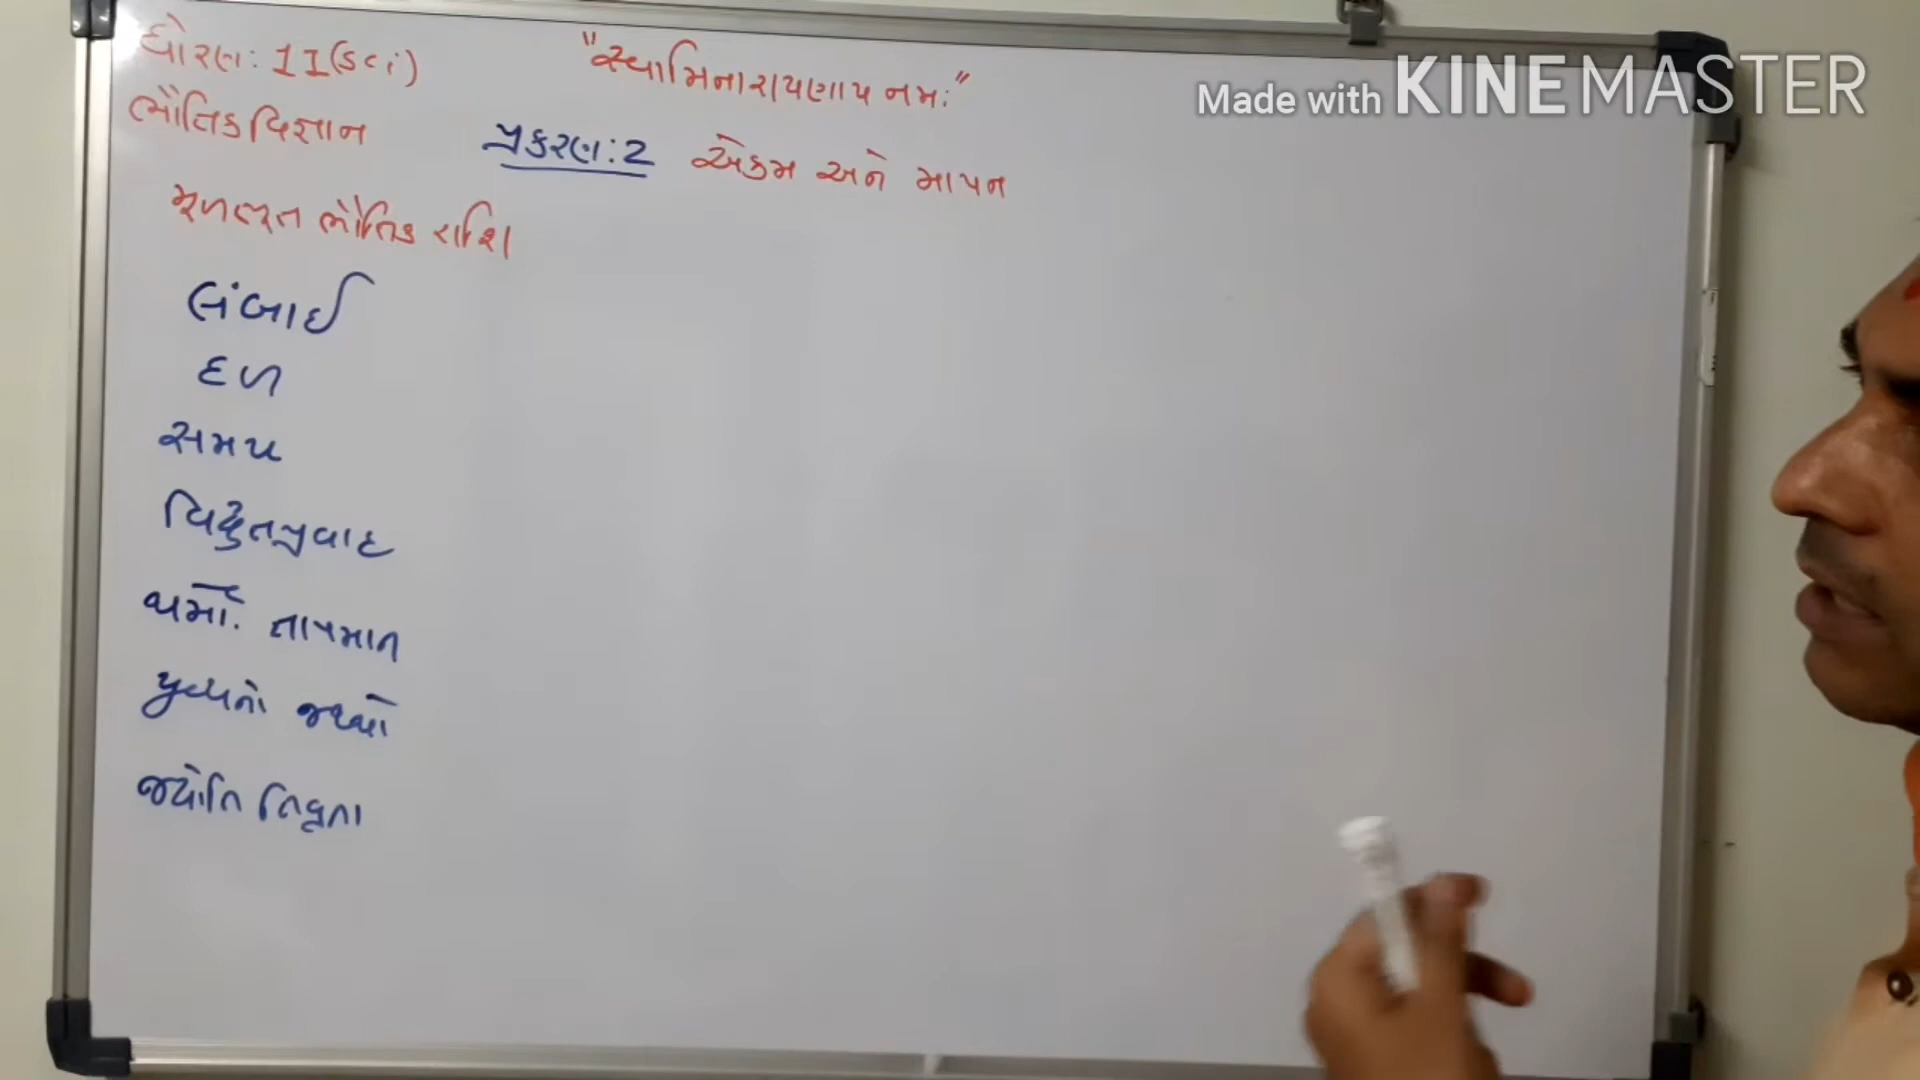 ધોરણ: 11(sci)
"સ્વામિનારાયણાય નમઃ"
Made with KINEMASTER
ભૌતિકવિજ્ઞાન
પ્રકરણ:2 એકમ અને માપન
મૂળભૂત ભૌતિક રાશિ
લંબાઈ
દળ
સમય
વિદ્યુતપ્રવાહ
થર્મો. તાપમાન
દ્રવ્યનો જથ્થો
જ્યોતિ તિવ્રતા